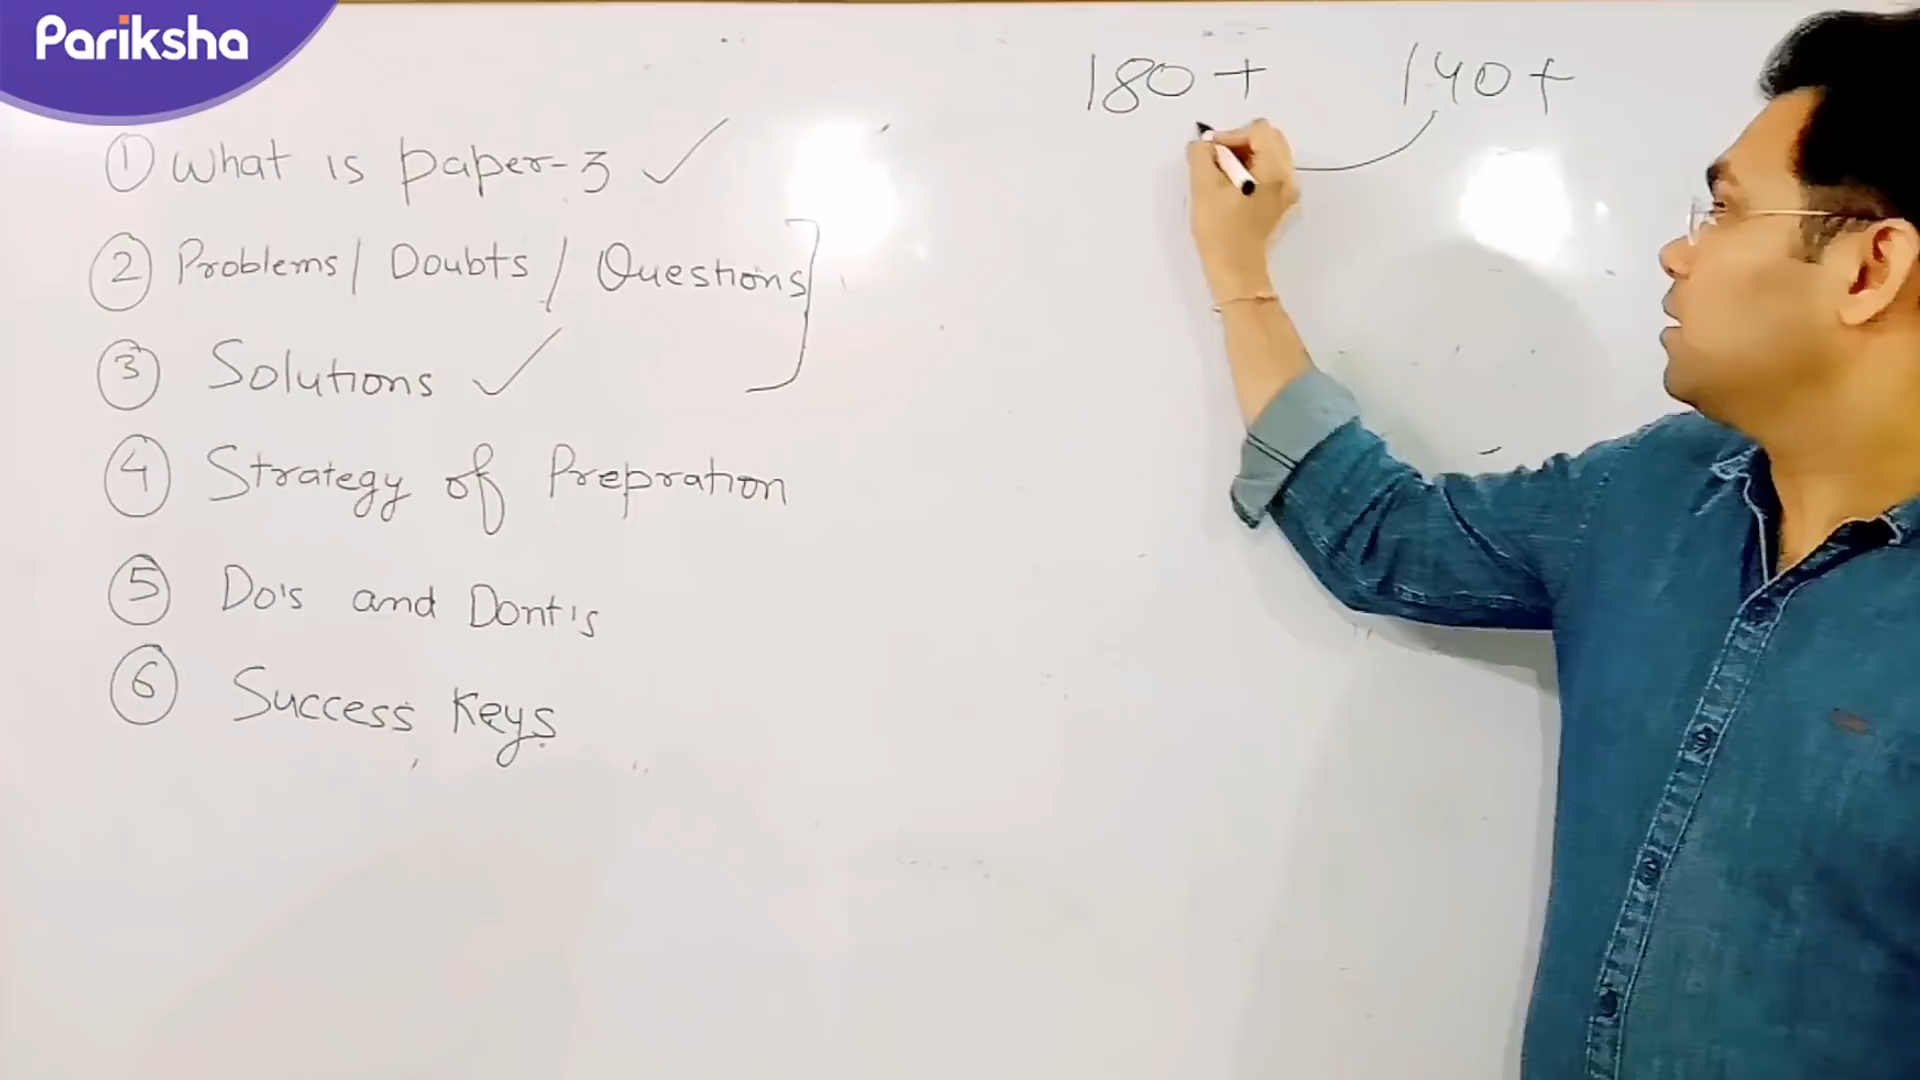 Pariksha
180+ 140+
① What is paper-3
② Problems/ Doubts / Questions
③ Solutions
④ Strategy of Prepration
⑤ Do's and Dont's
⑥ Success Keys